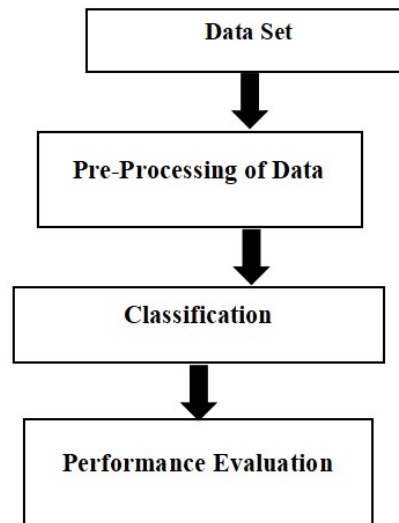 Data Set
Pre-Processing of Data
Classification
Performance Evaluation